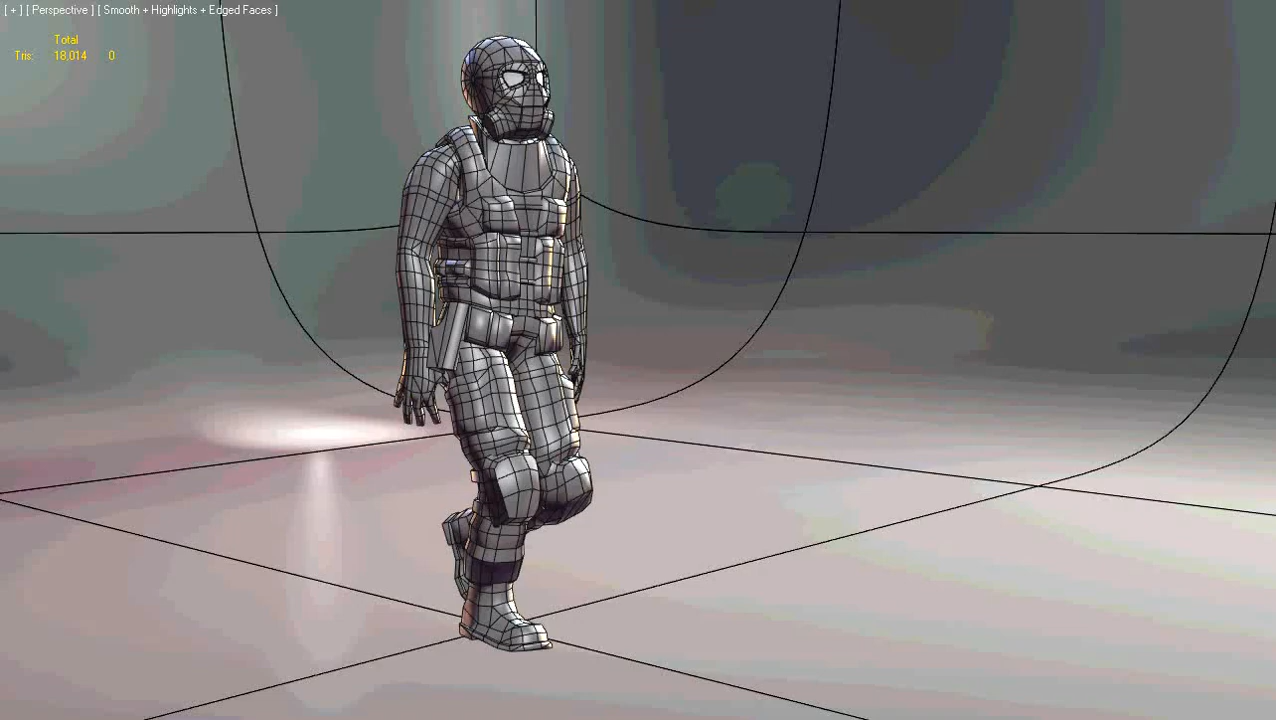 [ + ] [ Perspective ] [ Smooth + Highlights + Edged Faces ]
Total
Tris: 18,014 0